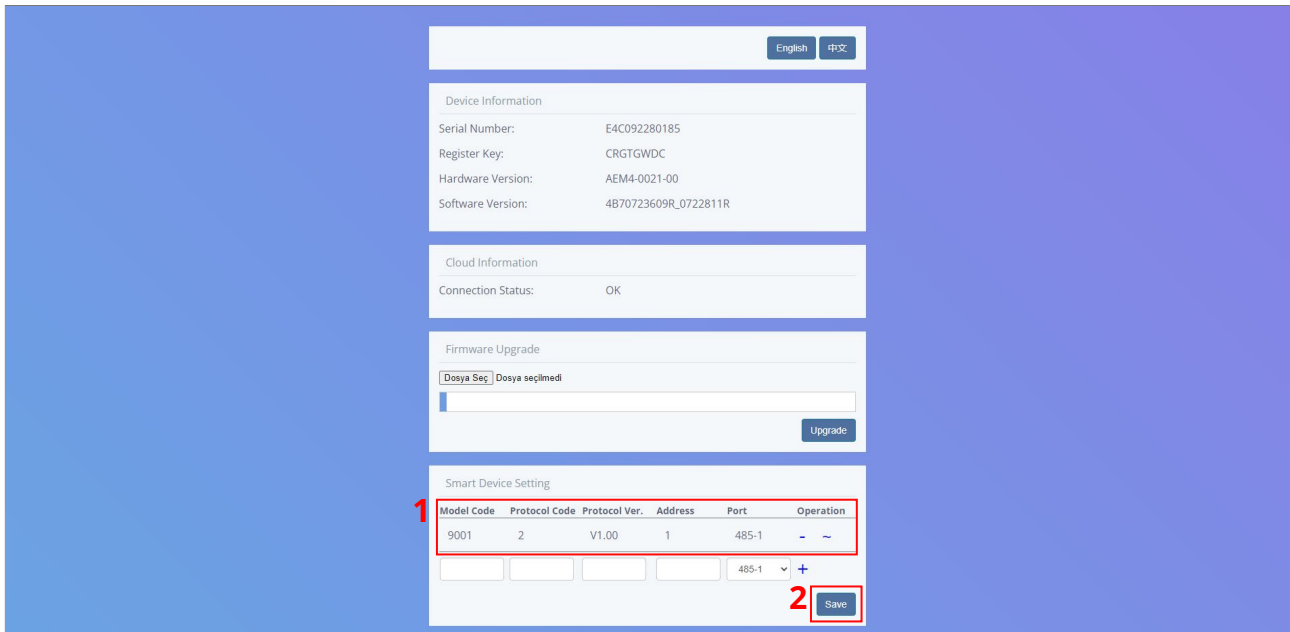 English 中文
Device Information
Serial Number: E4C092280185
Register Key: CRGTGWDC
Hardware Version: AEM4-0021-00
Software Version: 4B70723609R_0722811R
Cloud Information
Connection Status: OK
Firmware Upgrade
Dosya Seç Dosya seçilmedi
Upgrade
Smart Device Setting
1
Model Code Protocol Code Protocol Ver. Address Port Operation
9001 2 V1.00 1 485-1 - ~
485-1 +
2 Save